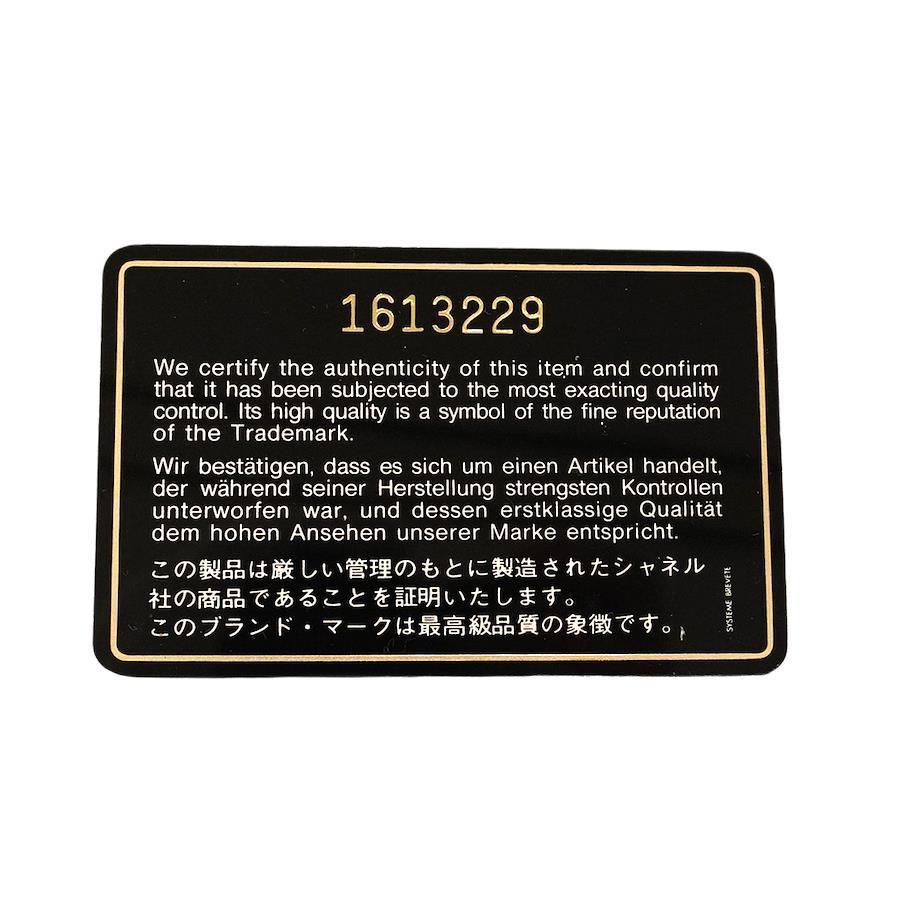 1613229
We certify the authenticity of this item and confirm
that it has been subjected to the most exacting quality
control. Its high quality is a symbol of the fine reputation
of the Trademark.
Wir bestätigen, dass es sich um einen Artikel handelt,
der während seiner Herstellung strengsten Kontrollen
unterworfen war, und dessen erstklassige Qualität
dem hohen Ansehen unserer Marke entspricht.
この製品は厳しい管理のもとに製造されたシャネル
社の商品であることを証明いたします。
このブランド・マークは最高級品質の象徴です。
SYSTEME BREVETE